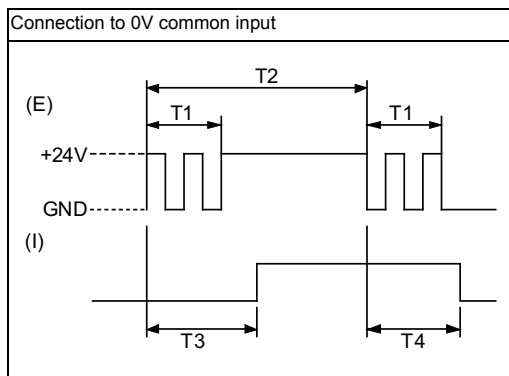 Connection to 0V common input
T2
(E)
T1
T1
+24V
GND
(I)
T3
T4